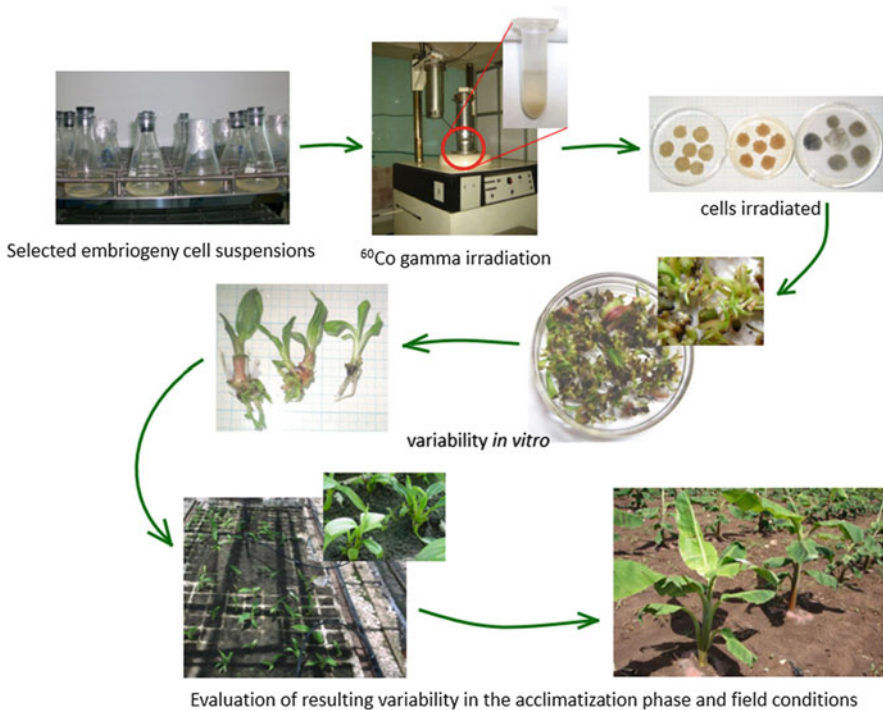 Selected embriogeny cell suspensions
⁶⁰Co gamma irradiation
cells irradiated
variability in vitro
Evaluation of resulting variability in the acclimatization phase and field conditions